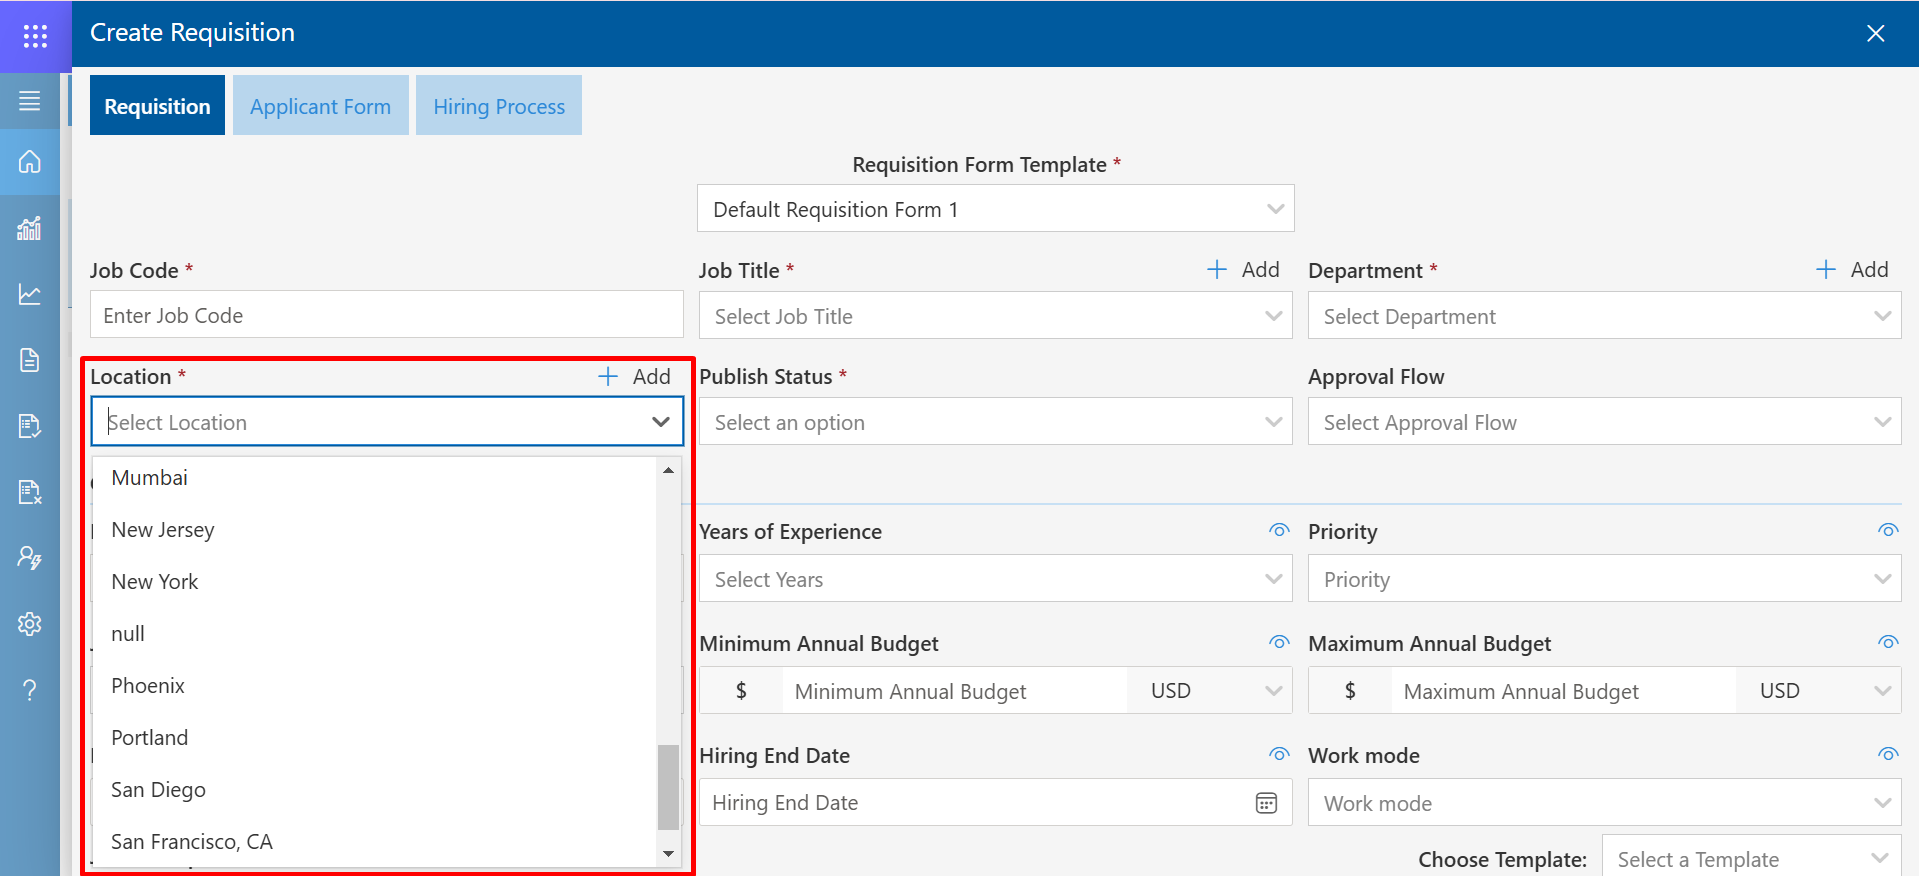 Create Requisition
Requisition Applicant Form Hiring Process
Requisition Form Template *
Default Requisition Form 1
Job Code * Job Title * + Add Department * + Add
Enter Job Code Select Job Title Select Department
Location * + Add Publish Status * Approval Flow
Select Location Select an option Select Approval Flow
Mumbai
New Jersey Years of Experience Priority
New York Select Years Priority
null Minimum Annual Budget Maximum Annual Budget
Phoenix $ Minimum Annual Budget USD $ Maximum Annual Budget USD
Portland Hiring End Date Work mode
San Diego Hiring End Date Work mode
San Francisco, CA
Choose Template: Select a Template